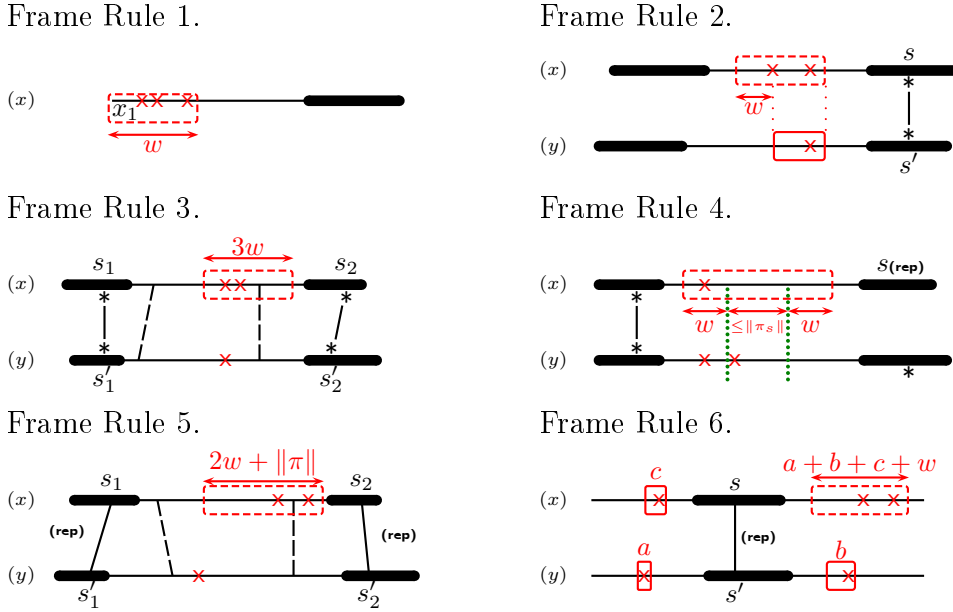 Frame Rule 1.
(x)
x₁
w
Frame Rule 2.
(x)
s
*
w
*
(y)
s′
Frame Rule 3.
3w
s₁
s₂
(x)
*
*
*
*
(y)
s′₁
s′₂
Frame Rule 4.
s(rep)
(x)
*
w
≤‖πₛ‖
w
*
(y)
*
Frame Rule 5.
2w + ‖π‖
s₁
s₂
(x)
(rep)
(rep)
(y)
s′₁
s′₂
Frame Rule 6.
a + b + c + w
c
s
(x)
(rep)
a
b
(y)
s′